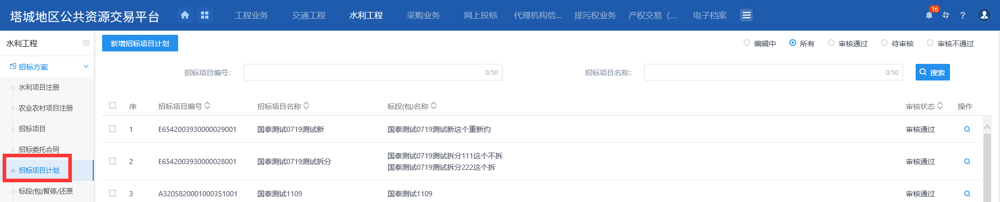 塔城地区公共资源交易平台
工程业务 交通工程 水利工程 采购业务 网上投标 代理机构信... 排污权业务 产权交易（... 电子档案
16
?
水利工程
招标方案
水利项目注册
农业农村项目注册
招标项目
招标委托合同
招标项目计划
标段(包)暂停/还原
新增招标项目计划
编辑中 所有 审核通过 待审核 审核不通过
招标项目编号： 0/50 招标项目名称： 0/50 搜索
序 招标项目编号 招标项目名称 标段(包)名称 审核状态 操作
1 E6542003930000029001 国泰测试0719测试新 国泰测试0719测试新这个重新约 审核通过
2 E6542003930000028001 国泰测试0719测试拆分 国泰测试0719测试拆分111这个不拆 审核通过
国泰测试0719测试拆分222这个拆
3 A3205820001000351001 国泰测试1109 国泰测试1109 审核通过